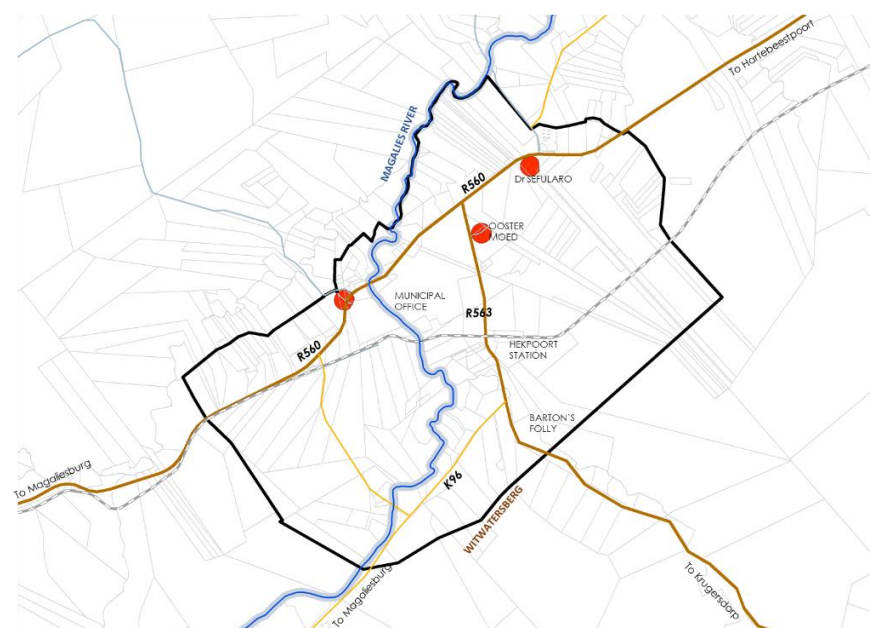 To Hartebeestpoort
MAGALIES RIVER
R560
Dr SEFULARO
OOSTER
MOED
MUNICIPAL
OFFICE
R563
HEKPOORT
STATION
R560
BARTON'S
FOLLY
To Magaliesburg
K96
WITWATERSBERG
To Magaliesburg
To Krugersdorp